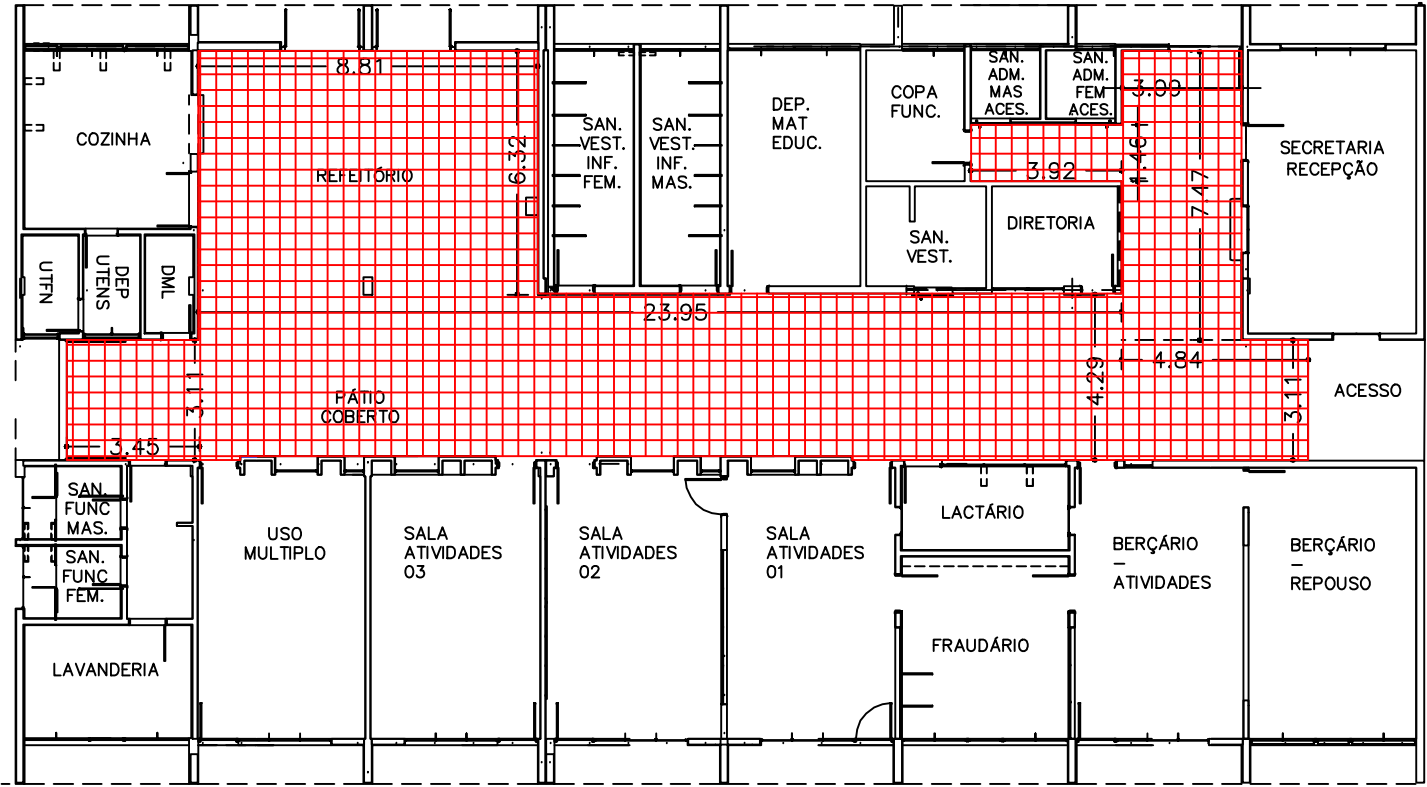 8.81
COZINHA
REFEITÓRIO
6.32
SAN.
VEST.
INF.
FEM.
SAN.
VEST.
INF.
MAS.
DEP.
MAT
EDUC.
COPA
FUNC.
SAN.
ADM.
MAS
ACES.
SAN.
ADM.
FEM
ACES.
3.09
1.46
3.92
7.47
SECRETARIA
RECEPÇÃO
DIRETORIA
SAN.
VEST.
UTFN
DEP
UTENS
DML
23.95
4.84
4.29
3.11
ACESSO
3.11
PÁTIO
COBERTO
3.45
SAN.
FUNC
MAS.
SAN.
FUNC
FEM.
LAVANDERIA
USO
MULTIPLO
SALA
ATIVIDADES
03
SALA
ATIVIDADES
02
SALA
ATIVIDADES
01
LACTÁRIO
FRAUDÁRIO
BERÇÁRIO
–
ATIVIDADES
BERÇÁRIO
–
REPOUSO